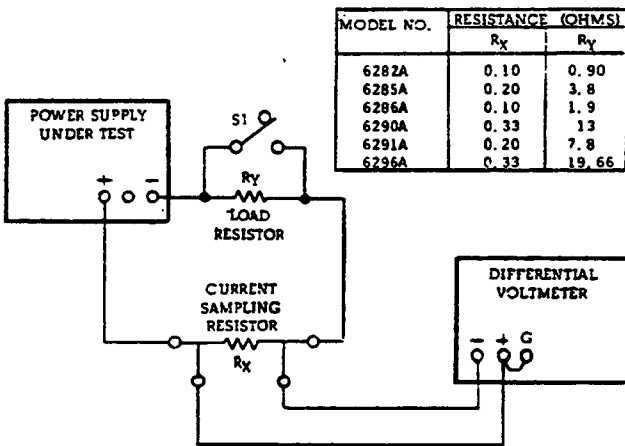 MODEL NO. RESISTANCE (OHMS)
RX RY
6282A 0.10 0.90
6285A 0.20 3.8
6286A 0.10 1.9
6290A 0.33 13
6291A 0.20 7.8
6296A 0.33 19.66
POWER SUPPLY
UNDER TEST
+ -
S1
RY
LOAD
RESISTOR
CURRENT
SAMPLING
RESISTOR
RX
DIFFERENTIAL
VOLTMETER
- + G